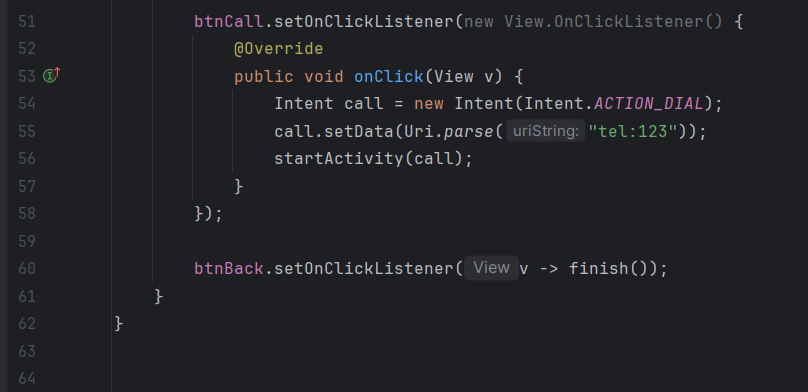 51 btnCall.setOnClickListener(new View.OnClickListener() {
52 @Override
53 public void onClick(View v) {
54 Intent call = new Intent(Intent.ACTION_DIAL);
55 call.setData(Uri.parse( uriString: "tel:123"));
56 startActivity(call);
57 }
58 });
59
60 btnBack.setOnClickListener( View v -> finish());
61 }
62 }
63
64